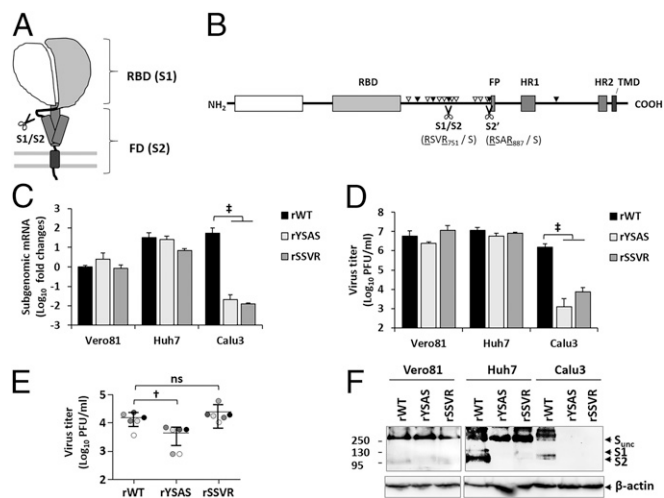 A
RBD (S1)
S1/S2
FD (S2)
B
RBD FP HR1 HR2 TMD
NH₂ COOH
S1/S2 S2'
(RSVR₇₅₁ / S) (RSAR₈₈₇ / S)
C
Subgenomic mRNA
(Log₁₀ fold changes)
3
2
1
0
-1
-2
-3
‡
Vero81 Huh7 Calu3
rWT
rYSAS
rSSVR
D
Virus titer
(Log₁₀ PFU/ml)
7
6
5
4
3
2
‡
Vero81 Huh7 Calu3
rWT
rYSAS
rSSVR
E
Virus titer
(Log₁₀ PFU/ml)
6
5
4
3
2
1
ns
†
rWT rYSAS rSSVR
F
Vero81 Huh7 Calu3
rWT rYSAS rSSVR rWT rYSAS rSSVR rWT rYSAS rSSVR
250
130
95
Sunc
S1
S2
β-actin